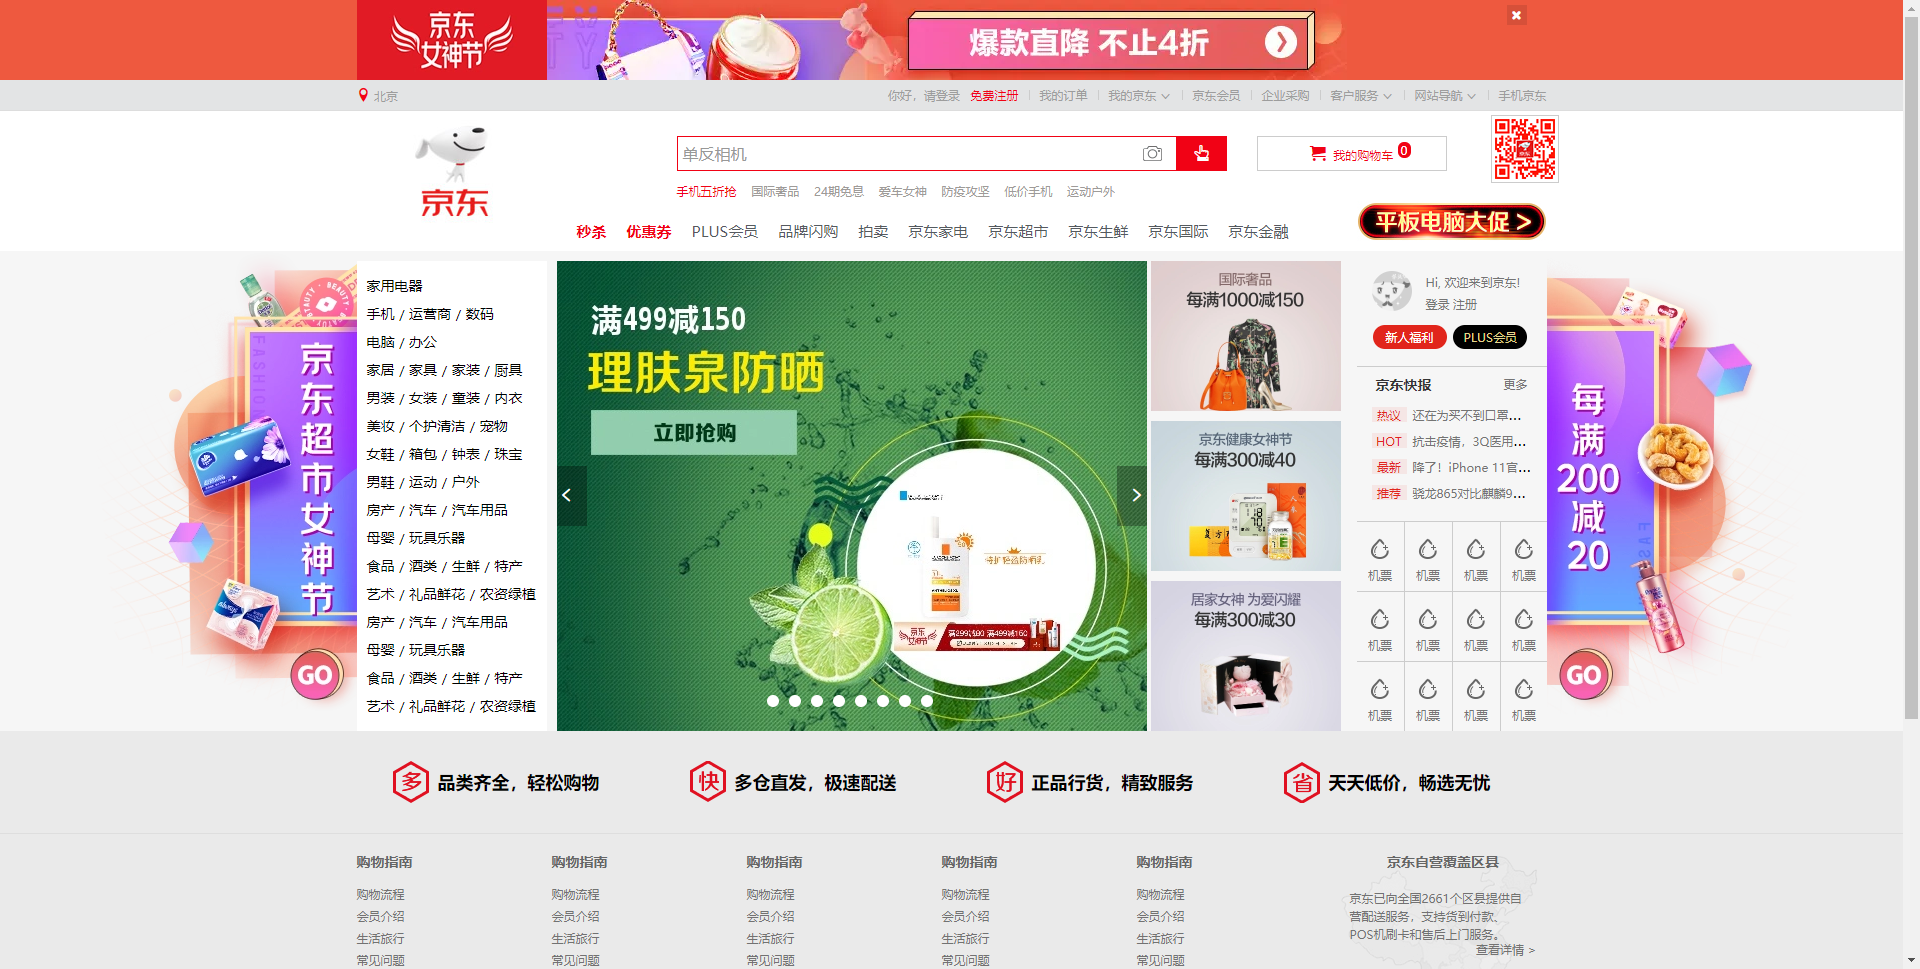 京东
女神节
爆款直降 不止4折
北京
你好，请登录 免费注册 我的订单 我的京东 京东会员 企业采购 客户服务 网站导航 手机京东
京东
单反相机
我的购物车 0
手机五折抢 国际奢品 24期免息 爱车女神 防疫攻坚 低价手机 运动户外
平板电脑大促 >
秒杀 优惠券 PLUS会员 品牌闪购 拍卖 京东家电 京东超市 京东生鲜 京东国际 京东金融
BEAUTY
FASHION
京东超市女神节
GO
家用电器
手机 / 运营商 / 数码
电脑 / 办公
家居 / 家具 / 家装 / 厨具
男装 / 女装 / 童装 / 内衣
美妆 / 个护清洁 / 宠物
女鞋 / 箱包 / 钟表 / 珠宝
男鞋 / 运动 / 户外
房产 / 汽车 / 汽车用品
母婴 / 玩具乐器
食品 / 酒类 / 生鲜 / 特产
艺术 / 礼品鲜花 / 农资绿植
房产 / 汽车 / 汽车用品
母婴 / 玩具乐器
食品 / 酒类 / 生鲜 / 特产
艺术 / 礼品鲜花 / 农资绿植
满499减150
理肤泉防晒
立即抢购
京东
女神节
满299减80 满499减150
国际奢品
每满1000减150
京东健康女神节
每满300减40
居家女神 为爱闪耀
每满300减30
Hi, 欢迎来到京东!
登录 注册
新人福利 PLUS会员
京东快报 更多
热议 还在为买不到口罩...
HOT 抗击疫情，3Q医用...
最新 降了！iPhone 11官...
推荐 骁龙865对比麒麟9...
机票 机票 机票 机票
机票 机票 机票 机票
机票 机票 机票 机票
每满200减20
GO
多 品类齐全，轻松购物
快 多仓直发，极速配送
好 正品行货，精致服务
省 天天低价，畅选无忧
购物指南 购物指南 购物指南 购物指南 购物指南
购物流程 购物流程 购物流程 购物流程 购物流程
会员介绍 会员介绍 会员介绍 会员介绍 会员介绍
生活旅行 生活旅行 生活旅行 生活旅行 生活旅行
常见问题 常见问题 常见问题 常见问题 常见问题
京东自营覆盖区县
京东已向全国2661个区县提供自
营配送服务，支持货到付款、
POS机刷卡和售后上门服务。
查看详情 >